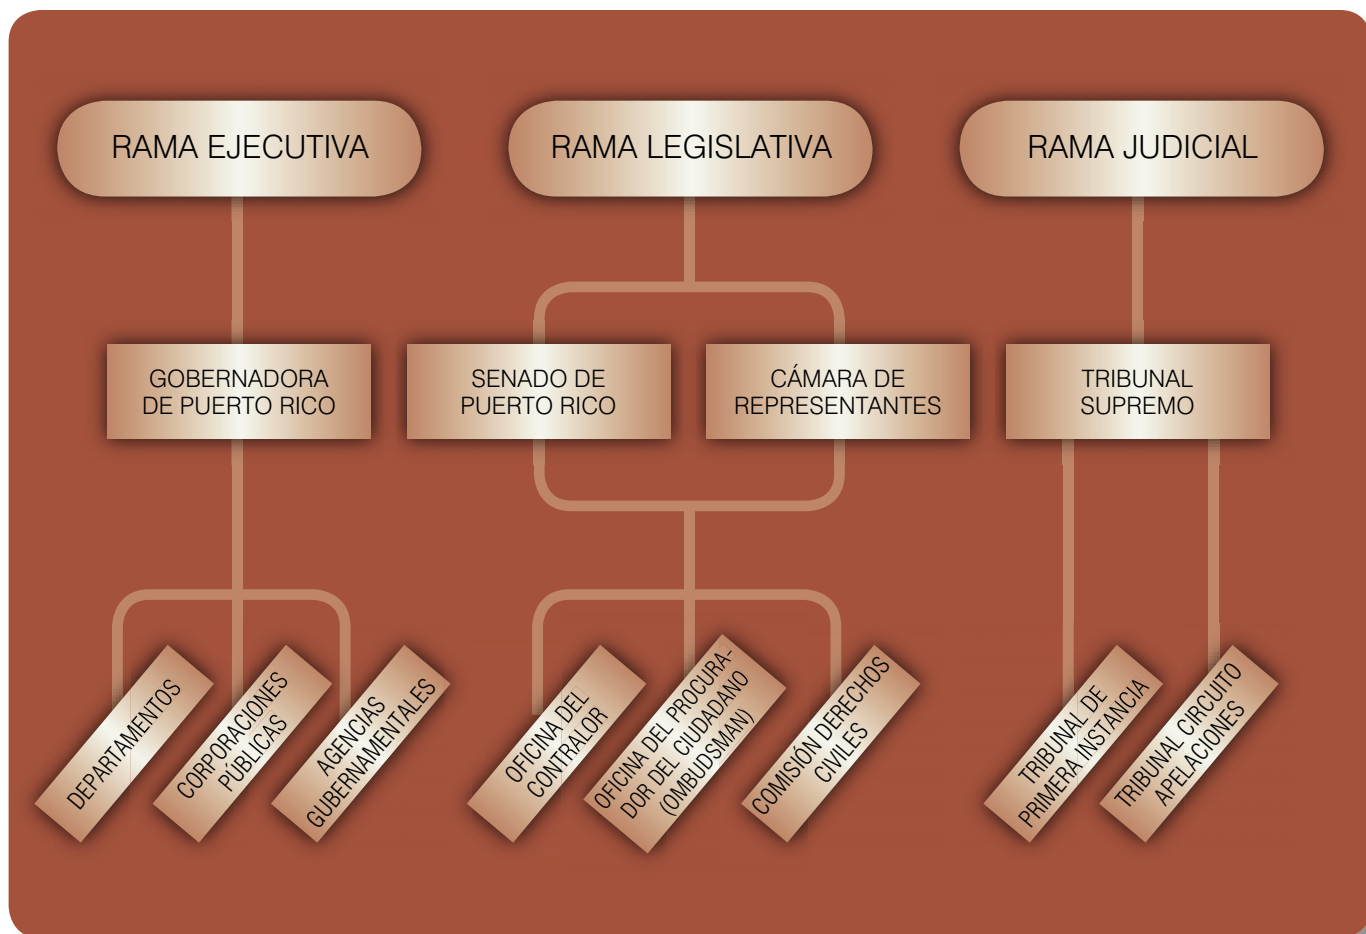 RAMA EJECUTIVA
RAMA LEGISLATIVA
RAMA JUDICIAL
GOBERNADORA
DE PUERTO RICO
SENADO DE
PUERTO RICO
CÁMARA DE
REPRESENTANTES
TRIBUNAL
SUPREMO
DEPARTAMENTOS
CORPORACIONES
PÚBLICAS
AGENCIAS
GUBERNAMENTALES
OFICINA DEL
CONTRALOR
OFICINA DEL PROCURA-
DOR DEL CIUDADANO
(OMBUDSMAN)
COMISIÓN DERECHOS
CIVILES
TRIBUNAL DE
PRIMERA INSTANCIA
TRIBUNAL CIRCUITO
APELACIONES